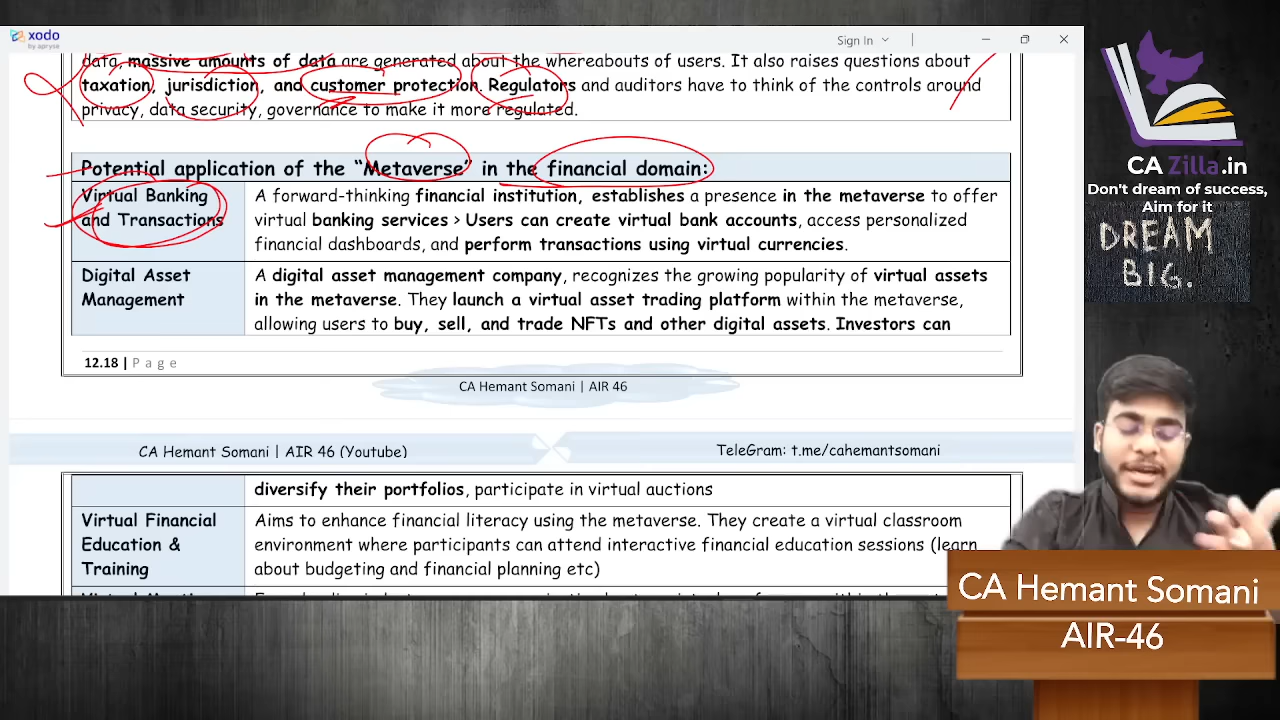 xodo
by apryse
Sign In
data, massive amounts of data are generated about the whereabouts of users. It also raises questions about
taxation, jurisdiction, and customer protection. Regulators and auditors have to think of the controls around
privacy, data security, governance to make it more regulated.
Potential application of the “Metaverse” in the financial domain:
Virtual Banking
and Transactions
A forward-thinking financial institution, establishes a presence in the metaverse to offer
virtual banking services > Users can create virtual bank accounts, access personalized
financial dashboards, and perform transactions using virtual currencies.
Digital Asset
Management
A digital asset management company, recognizes the growing popularity of virtual assets
in the metaverse. They launch a virtual asset trading platform within the metaverse,
allowing users to buy, sell, and trade NFTs and other digital assets. Investors can
12.18 | Page
CA Hemant Somani | AIR 46
CA Hemant Somani | AIR 46 (Youtube)
TeleGram: t.me/cahemantsomani
diversify their portfolios, participate in virtual auctions
Virtual Financial
Education &
Training
Aims to enhance financial literacy using the metaverse. They create a virtual classroom
environment where participants can attend interactive financial education sessions (learn
about budgeting and financial planning etc)
CA Zilla.in
Don't dream of success,
Aim for it
DREAM
BIG.
CA Hemant Somani
AIR-46